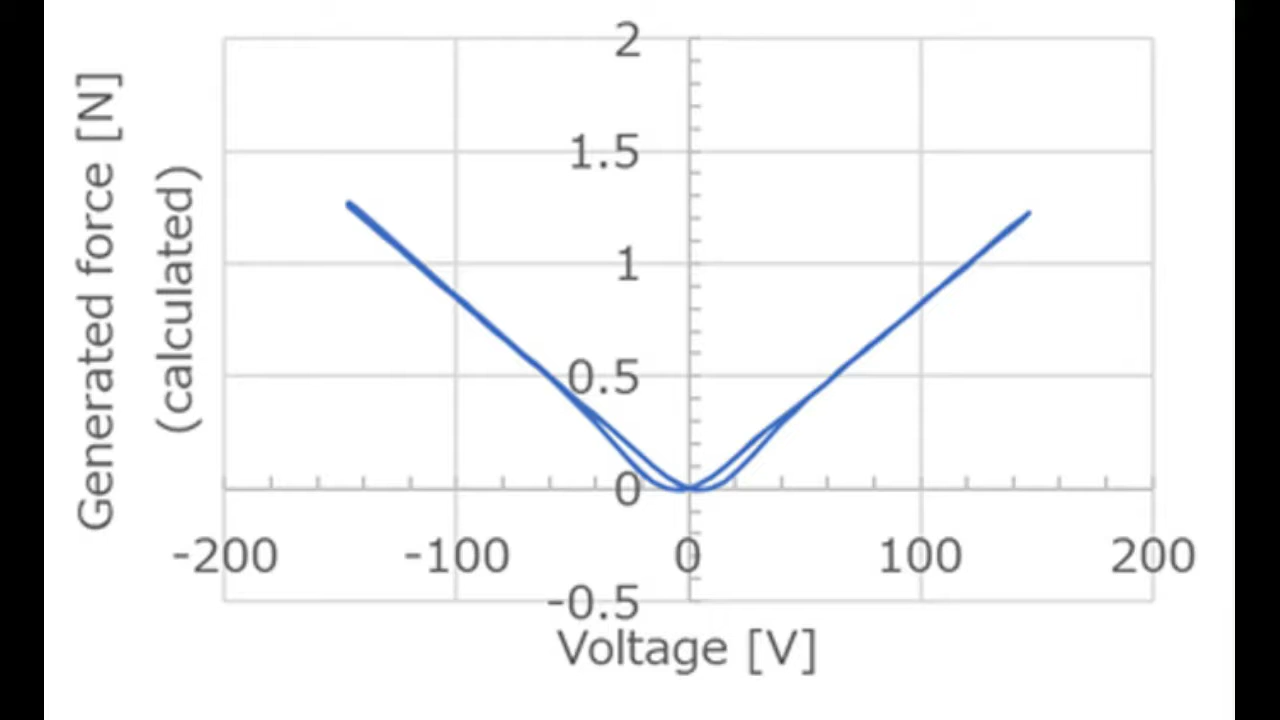 Generated force [N]
(calculated)
2
1.5
1
0.5
0
-0.5
-200 -100 0 100 200
Voltage [V]